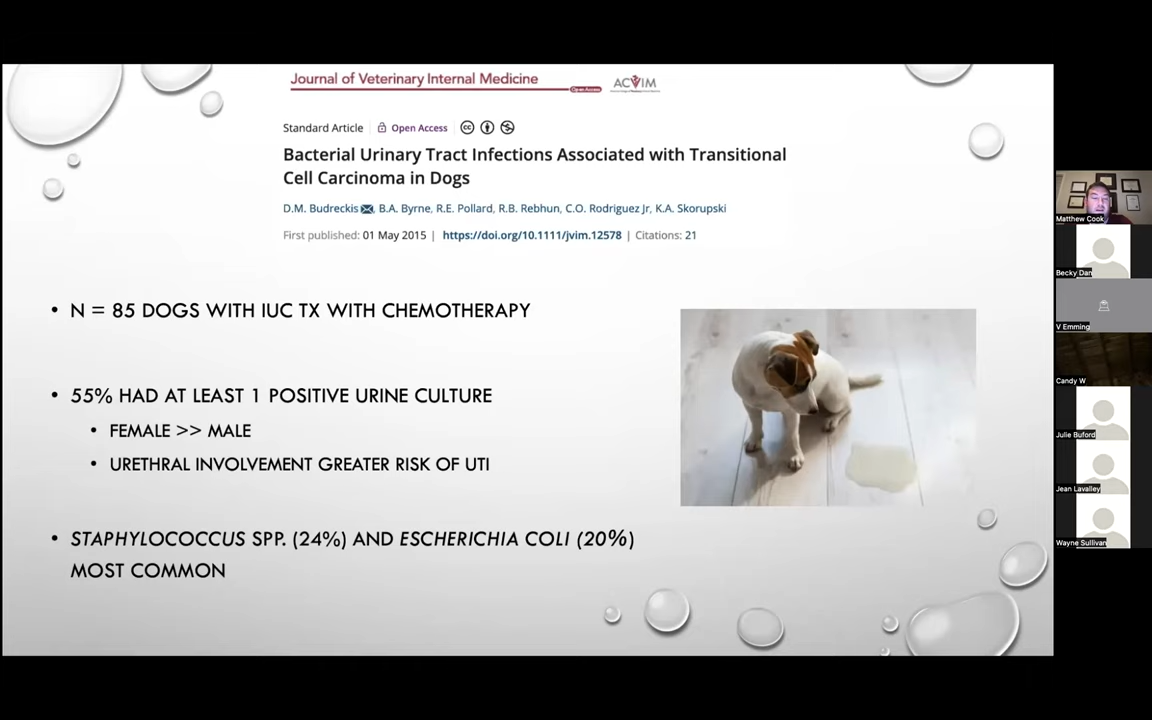 Journal of Veterinary Internal Medicine
Open Access
ACVIM
Standard Article Open Access
Bacterial Urinary Tract Infections Associated with Transitional
Cell Carcinoma in Dogs
D.M. Budreckis, B.A. Byrne, R.E. Pollard, R.B. Rebhun, C.O. Rodriguez Jr, K.A. Skorupski
First published: 01 May 2015 | https://doi.org/10.1111/jvim.12578 | Citations: 21
• N = 85 DOGS WITH IUC TX WITH CHEMOTHERAPY
• 55% HAD AT LEAST 1 POSITIVE URINE CULTURE
• FEMALE >> MALE
• URETHRAL INVOLVEMENT GREATER RISK OF UTI
• STAPHYLOCOCCUS SPP. (24%) AND ESCHERICHIA COLI (20%)
MOST COMMON
Matthew Cook
Becky Dan
V Emming
Candy W
Julie Buford
Jean Lavalley
Wayne Sullivan